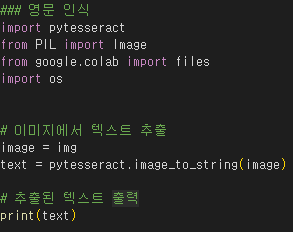 ### 영문 인식
import pytesseract
from PIL import Image
from google.colab import files
import os
# 이미지에서 텍스트 추출
image = img
text = pytesseract.image_to_string(image)
# 추출된 텍스트 출력
print(text)